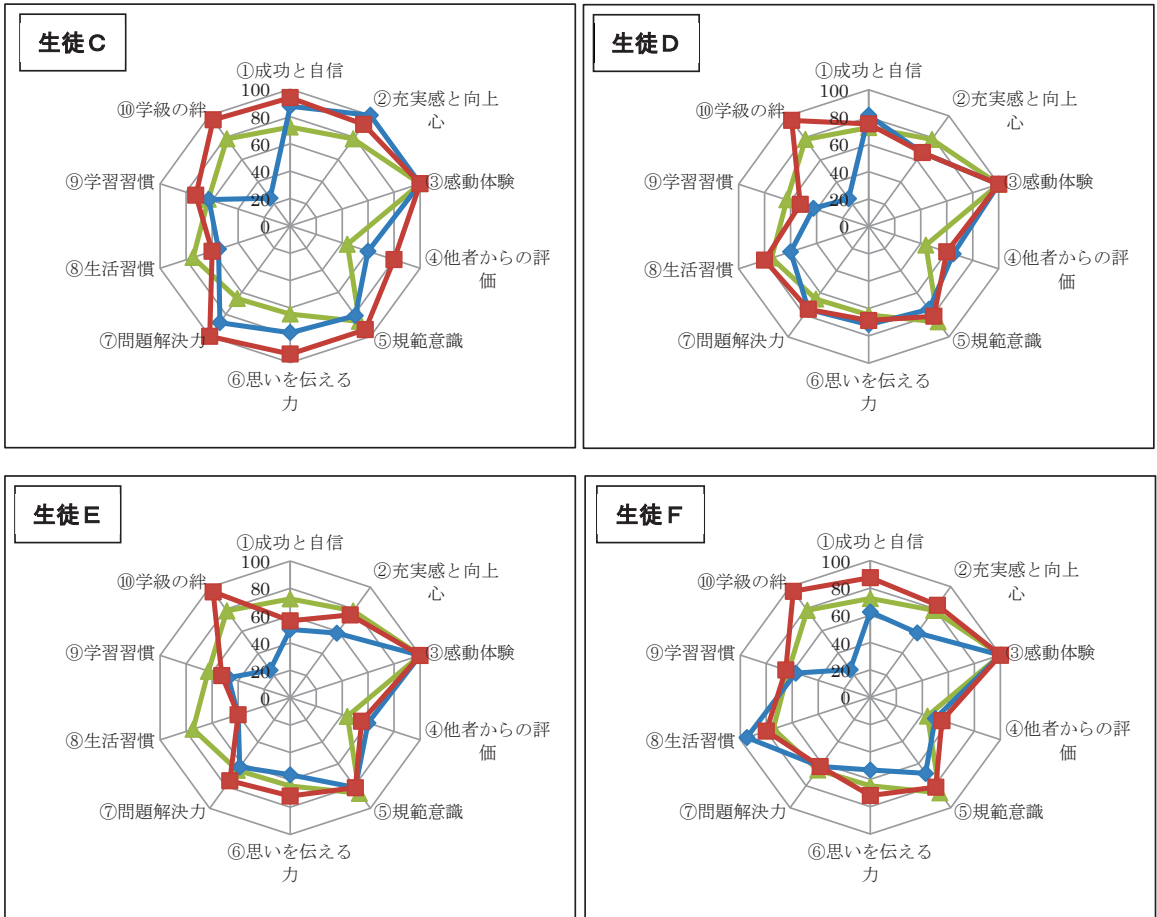 生徒C
①成功と自信
②充実感と向上
心
③感動体験
④他者からの評
価
⑤規範意識
⑥思いを伝える
力
⑦問題解決力
⑧生活習慣
⑨学習習慣
⑩学級の絆
100
80
60
40
20
0
生徒D
①成功と自信
②充実感と向上
心
③感動体験
④他者からの評
価
⑤規範意識
⑥思いを伝える
力
⑦問題解決力
⑧生活習慣
⑨学習習慣
⑩学級の絆
100
80
60
40
20
0
生徒E
①成功と自信
②充実感と向上
心
③感動体験
④他者からの評
価
⑤規範意識
⑥思いを伝える
力
⑦問題解決力
⑧生活習慣
⑨学習習慣
⑩学級の絆
100
80
60
40
20
0
生徒F
①成功と自信
②充実感と向上
心
③感動体験
④他者からの評
価
⑤規範意識
⑥思いを伝える
力
⑦問題解決力
⑧生活習慣
⑨学習習慣
⑩学級の絆
100
80
60
40
20
0